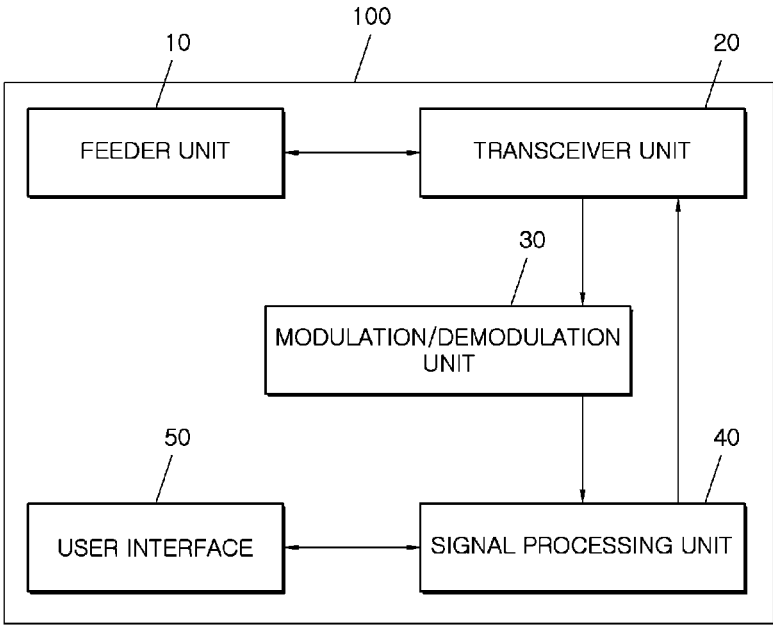 100
10
20
FEEDER UNIT
TRANSCEIVER UNIT
30
MODULATION/DEMODULATION
UNIT
50
40
USER INTERFACE
SIGNAL PROCESSING UNIT